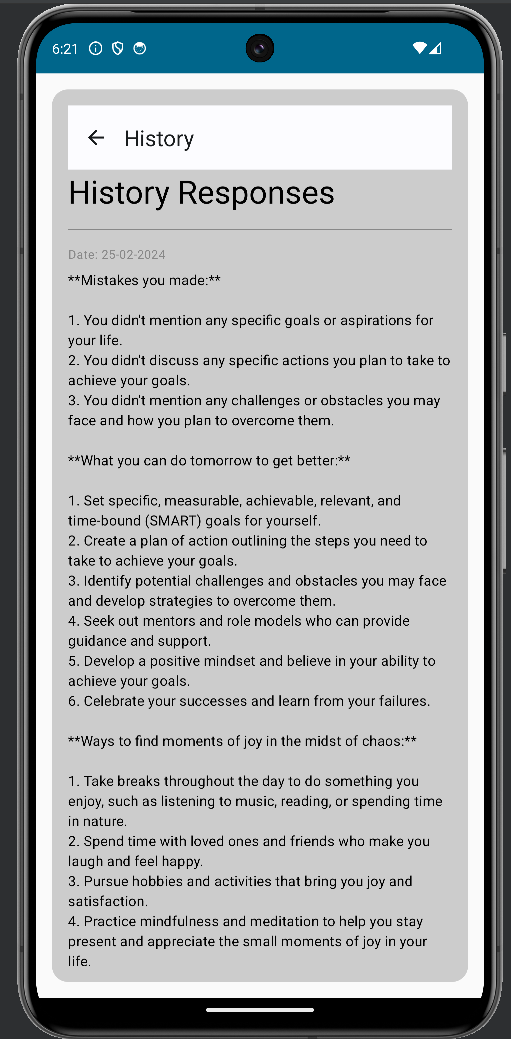 6:21
History
History Responses
Date: 25-02-2024
**Mistakes you made:**
1. You didn't mention any specific goals or aspirations for
your life.
2. You didn't discuss any specific actions you plan to take to
achieve your goals.
3. You didn't mention any challenges or obstacles you may
face and how you plan to overcome them.
**What you can do tomorrow to get better:**
1. Set specific, measurable, achievable, relevant, and
time-bound (SMART) goals for yourself.
2. Create a plan of action outlining the steps you need to
take to achieve your goals.
3. Identify potential challenges and obstacles you may face
and develop strategies to overcome them.
4. Seek out mentors and role models who can provide
guidance and support.
5. Develop a positive mindset and believe in your ability to
achieve your goals.
6. Celebrate your successes and learn from your failures.
**Ways to find moments of joy in the midst of chaos:**
1. Take breaks throughout the day to do something you
enjoy, such as listening to music, reading, or spending time
in nature.
2. Spend time with loved ones and friends who make you
laugh and feel happy.
3. Pursue hobbies and activities that bring you joy and
satisfaction.
4. Practice mindfulness and meditation to help you stay
present and appreciate the small moments of joy in your
life.